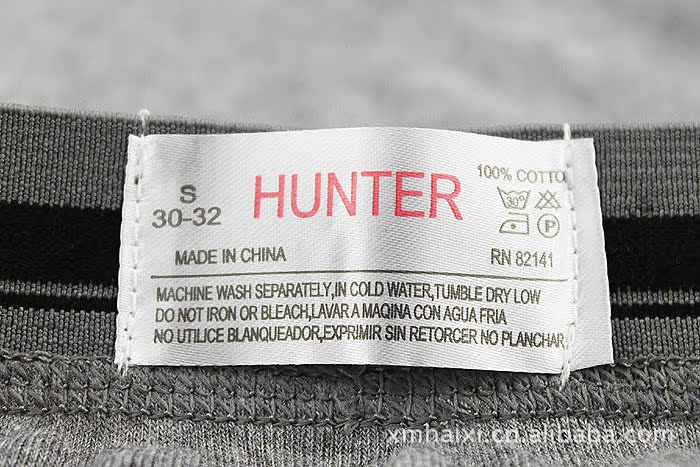 S
30-32
HUNTER
100% COTTO
30°
P
MADE IN CHINA
RN 82141
MACHINE WASH SEPARATELY,IN COLD WATER,TUMBLE DRY LOW
DO NOT IRON OR BLEACH,LAVAR A MAQINA CON AGUA FRIA
NO UTILICE BLANQUEADOR,EXPRIMIR SIN RETORCER NO PLANCHAR
xmhaixr.cn.alibaba.com